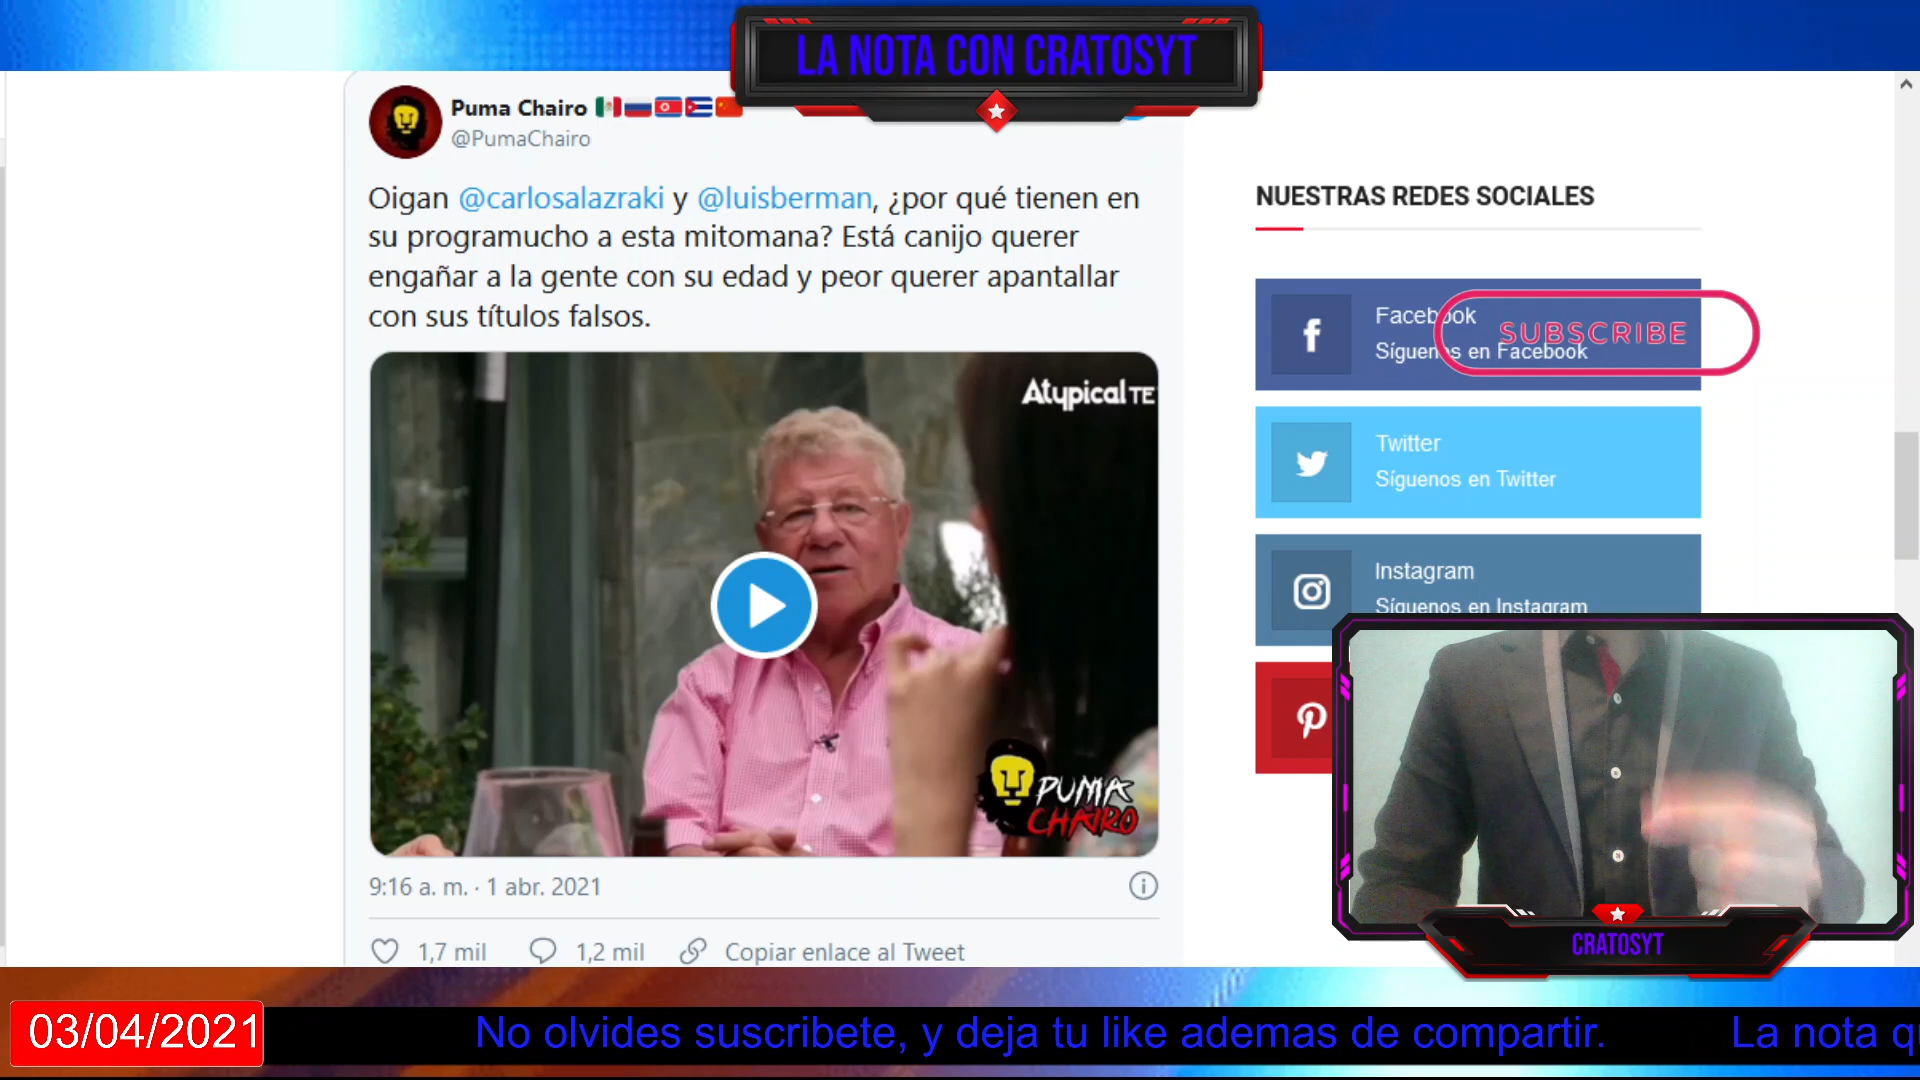 LA NOTA CON CRATOSYT
Puma Chairo
@PumaChairo
Oigan @carlosalazraki y @luisberman, ¿por qué tienen en
su programucho a esta mitomana? Está canijo querer
engañar a la gente con su edad y peor querer apantallar
con sus títulos falsos.
Atypical TE
PUMA
CHAIRO
9:16 a. m. · 1 abr. 2021
1,7 mil
1,2 mil
Copiar enlace al Tweet
NUESTRAS REDES SOCIALES
Facebook
Síguenos en Facebook
SUBSCRIBE
Twitter
Síguenos en Twitter
Instagram
Síguenos en Instagram
CRATOSYT
03/04/2021
No olvides suscribete, y deja tu like ademas de compartir.
La nota q